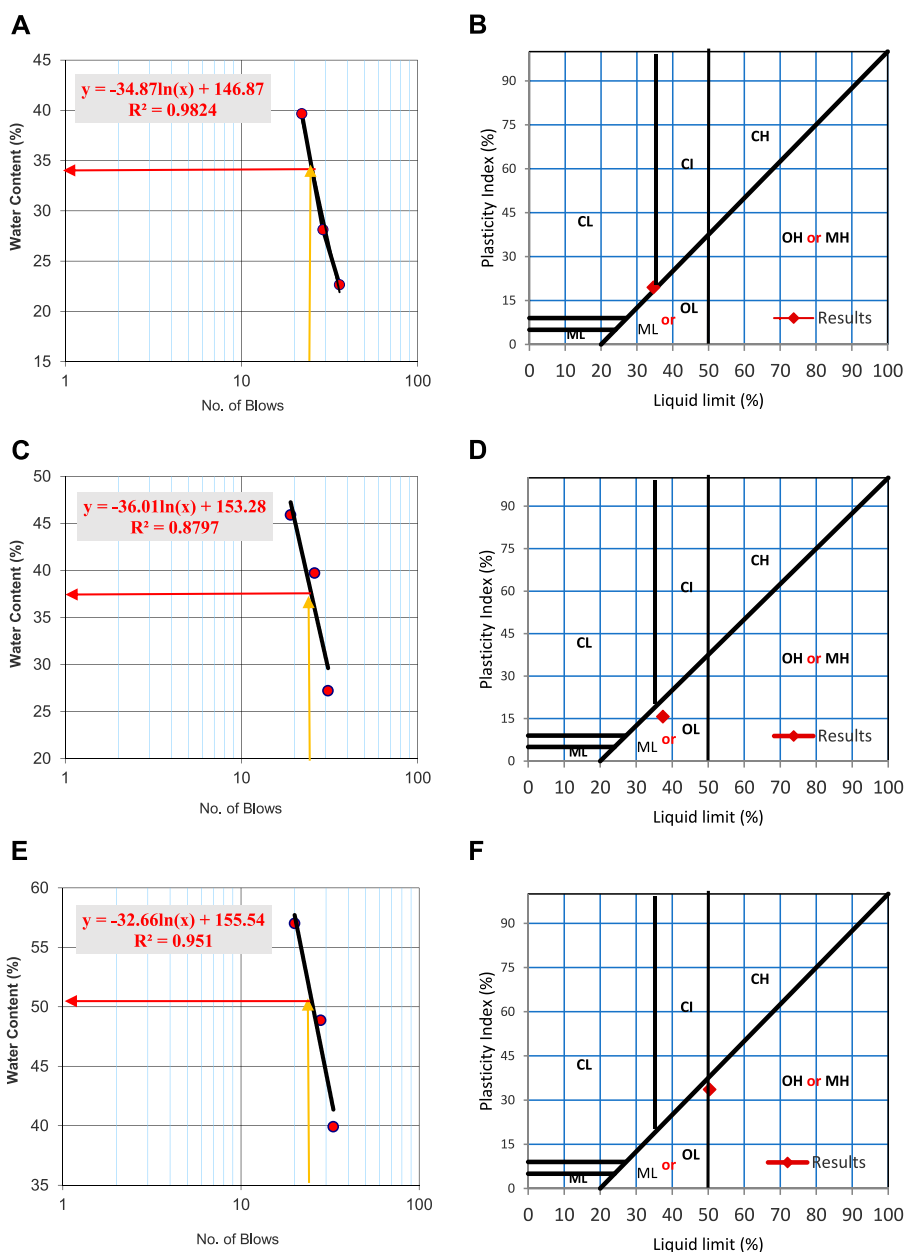 A
45
40
35
30
25
20
15
1
10
100
Water Content (%)
No. of Blows
y = -34.87ln(x) + 146.87
R² = 0.9824
B
90
75
60
45
30
15
0
0 10 20 30 40 50 60 70 80 90 100
Plasticity Index (%)
Liquid limit (%)
CH
CI
CL
OH or MH
OL
ML or
ML
Results
C
50
45
40
35
30
25
20
1
10
100
Water Content (%)
No. of Blows
y = -36.01ln(x) + 153.28
R² = 0.8797
D
90
75
60
45
30
15
0
0 10 20 30 40 50 60 70 80 90 100
Plasticity Index (%)
Liquid limit (%)
CH
CI
CL
OH or MH
OL
ML or
ML
Results
E
60
55
50
45
40
35
1
10
100
Water Content (%)
No. of Blows
y = -32.66ln(x) + 155.54
R² = 0.951
F
90
75
60
45
30
15
0
0 10 20 30 40 50 60 70 80 90 100
Plasticity Index (%)
Liquid limit (%)
CH
CI
CL
OH or MH
OL
ML or
ML
Results